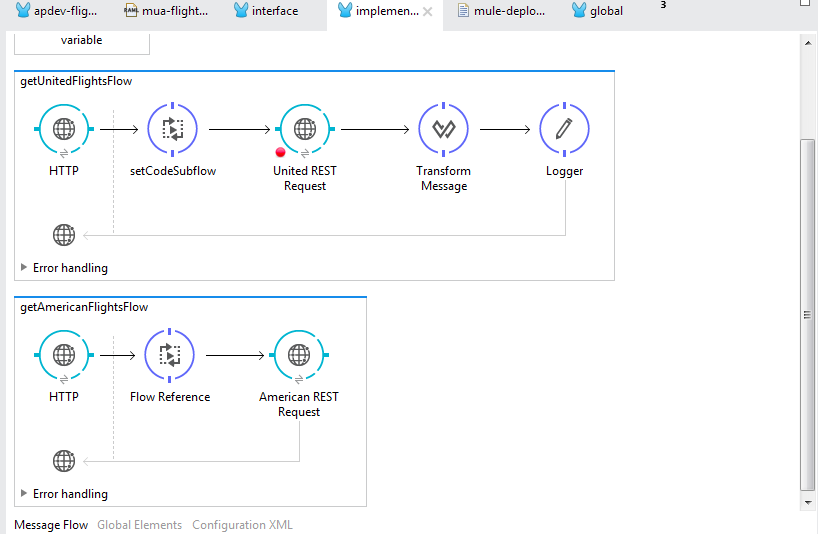 apdev-flig...
RAML mua-flight...
interface
implemen...
mule-deplo...
global
3
variable
getUnitedFlightsFlow
HTTP
setCodeSubflow
United REST
Request
Transform
Message
Logger
Error handling
getAmericanFlightsFlow
HTTP
Flow Reference
American REST
Request
Error handling
Message Flow
Global Elements
Configuration XML